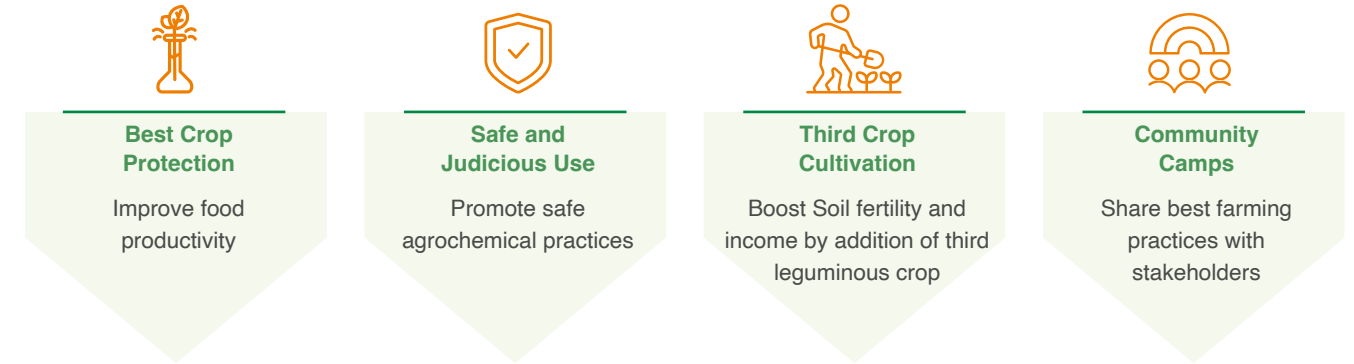 Best Crop
Protection
Improve food
productivity
Safe and
Judicious Use
Promote safe
agrochemical practices
Third Crop
Cultivation
Boost Soil fertility and
income by addition of third
leguminous crop
Community
Camps
Share best farming
practices with
stakeholders